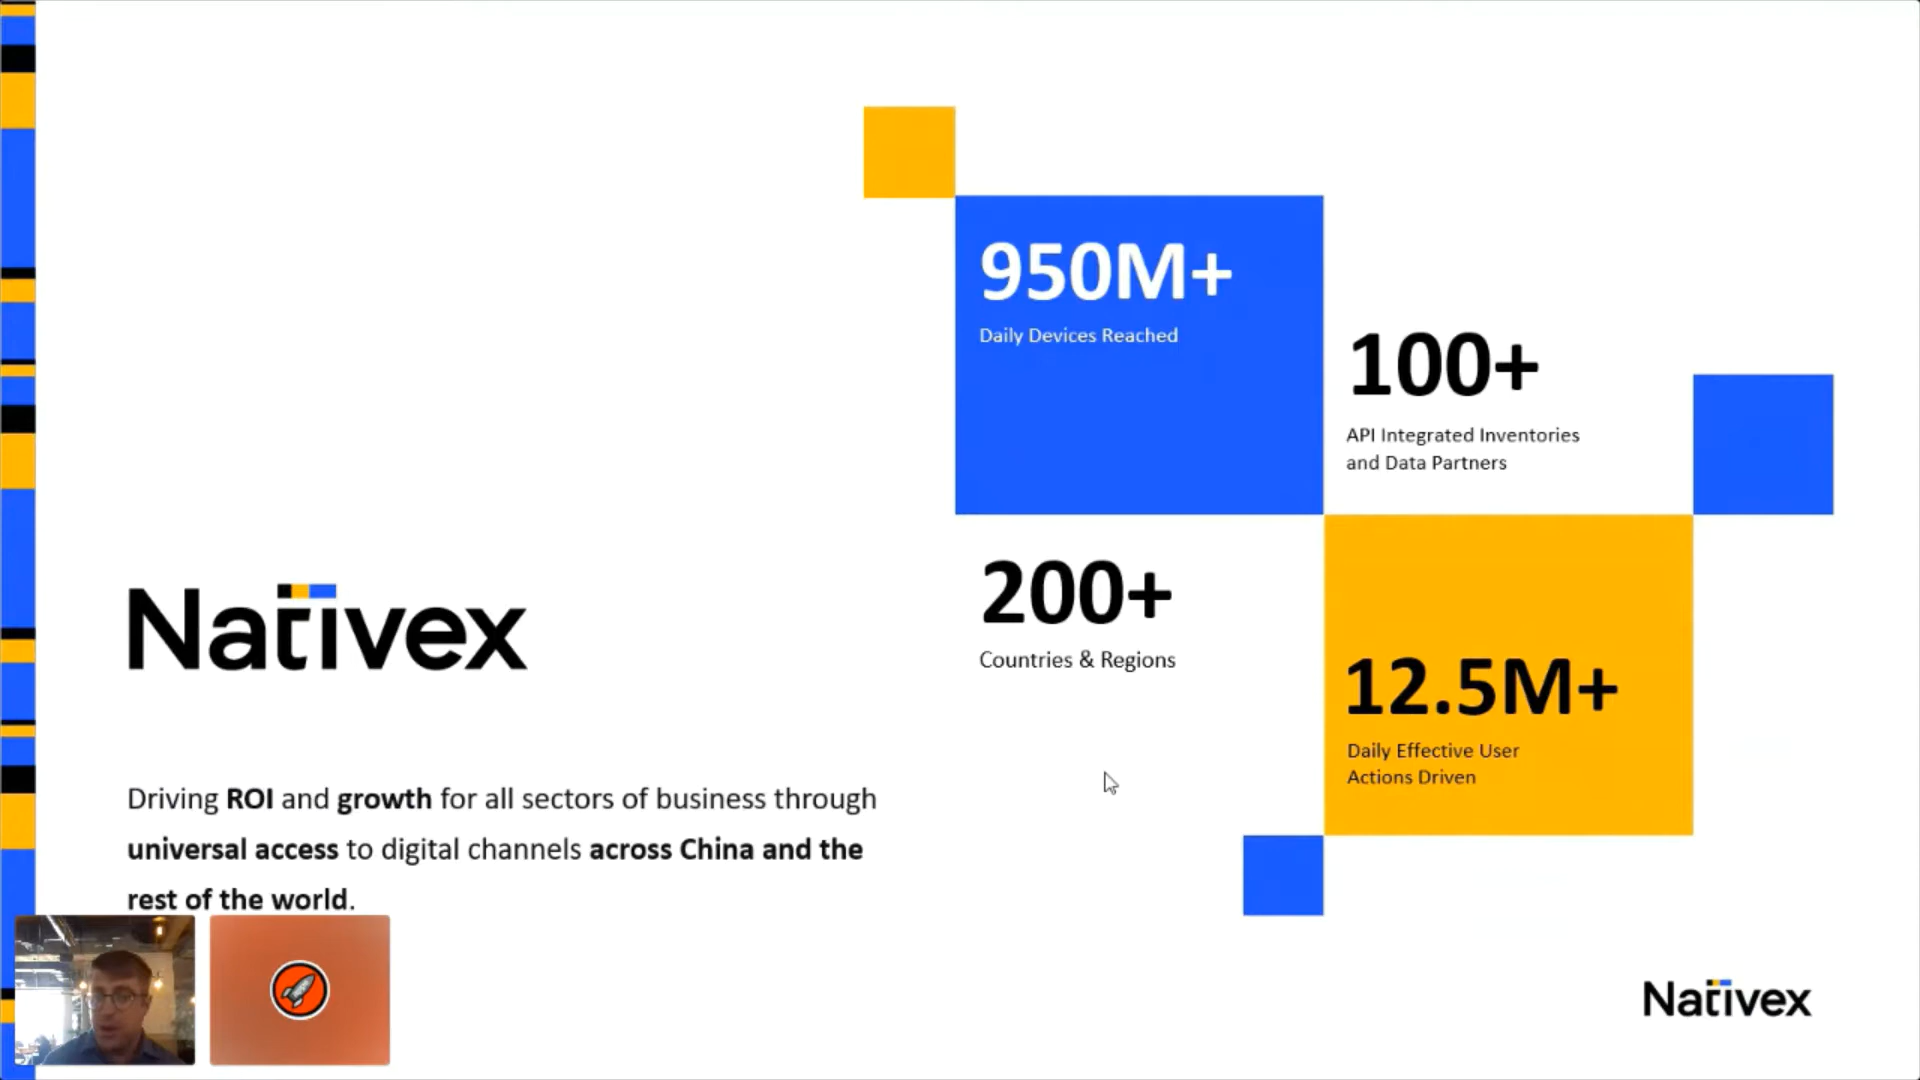 Nativex
Driving ROI and growth for all sectors of business through
universal access to digital channels across China and the
rest of the world.
950M+
Daily Devices Reached
100+
API Integrated Inventories
and Data Partners
200+
Countries & Regions
12.5M+
Daily Effective User
Actions Driven
Nativex